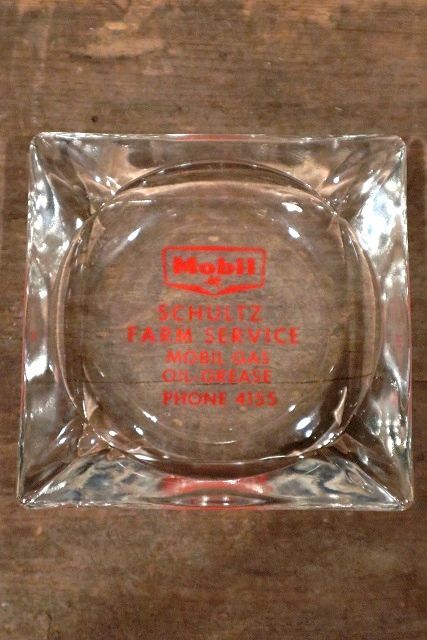 Mobil
SCHULTZ
FARM SERVICE
MOBIL GAS
OIL-GREASE
PHONE 4155